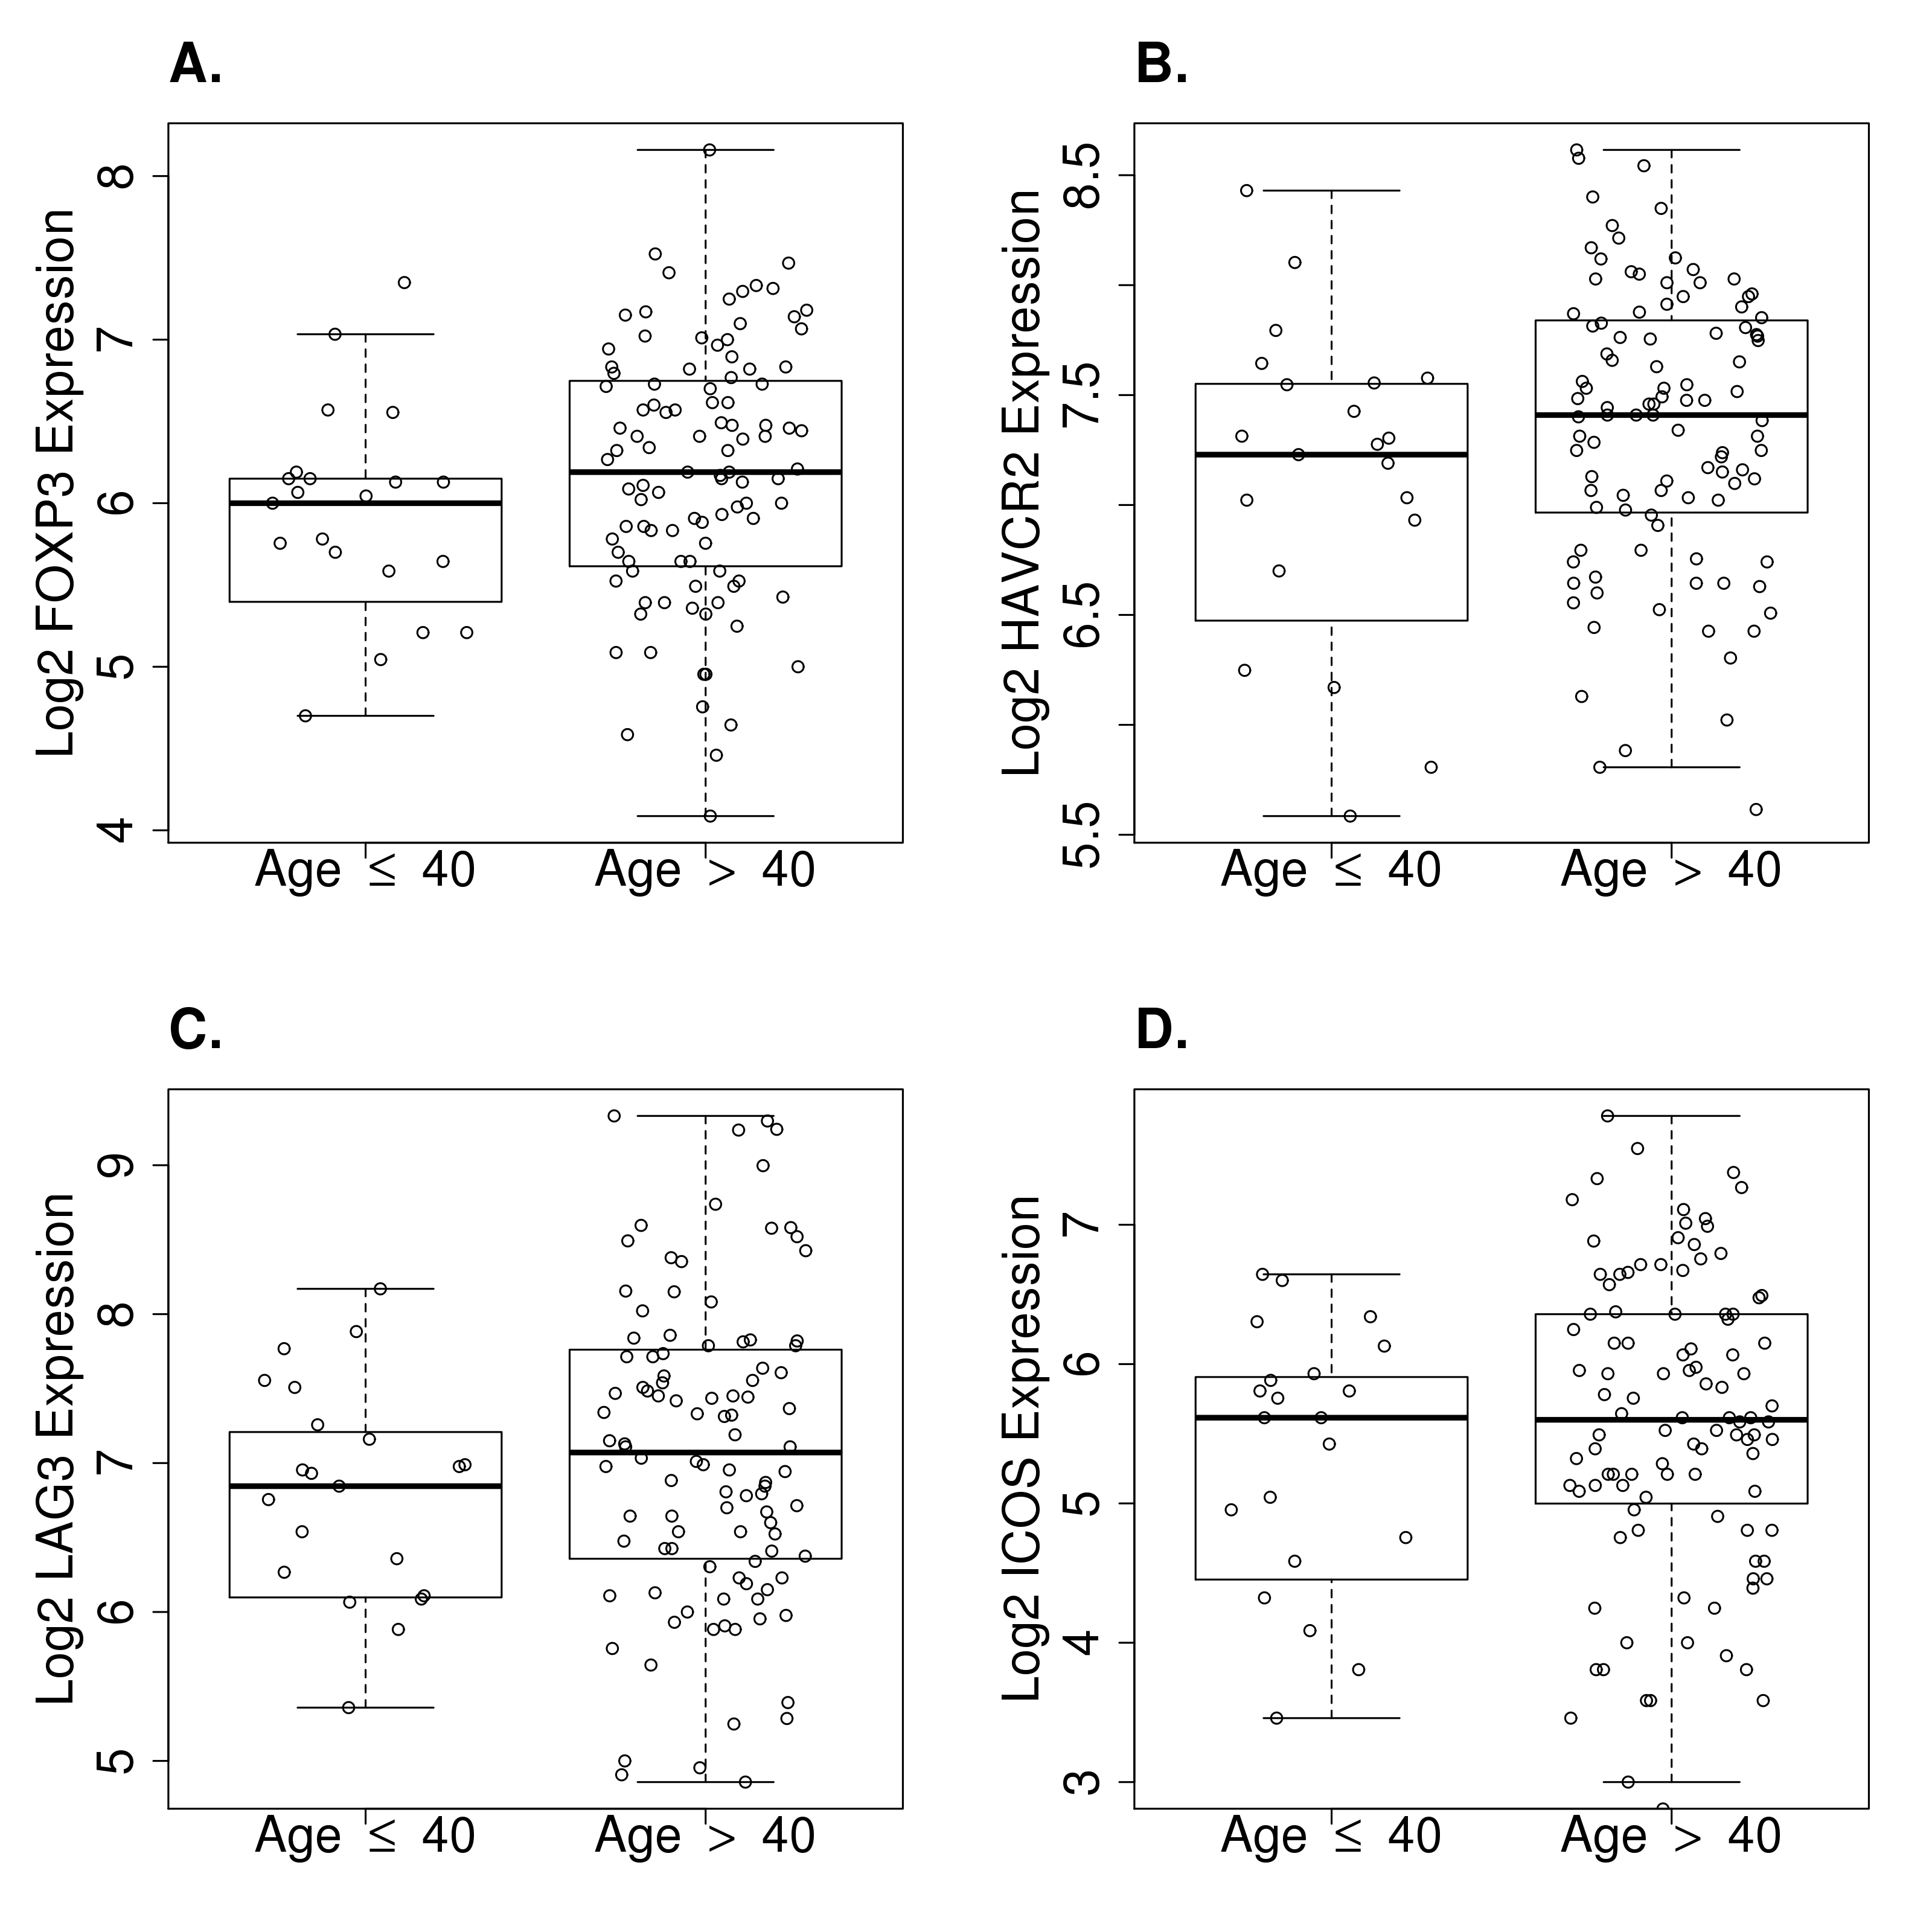 A.
Log2 FOXP3 Expression
8
7
6
5
4
Age ≤ 40
Age > 40
B.
Log2 HAVCR2 Expression
8.5
7.5
6.5
5.5
Age ≤ 40
Age > 40
C.
Log2 LAG3 Expression
9
8
7
6
5
Age ≤ 40
Age > 40
D.
Log2 ICOS Expression
7
6
5
4
3
Age ≤ 40
Age > 40